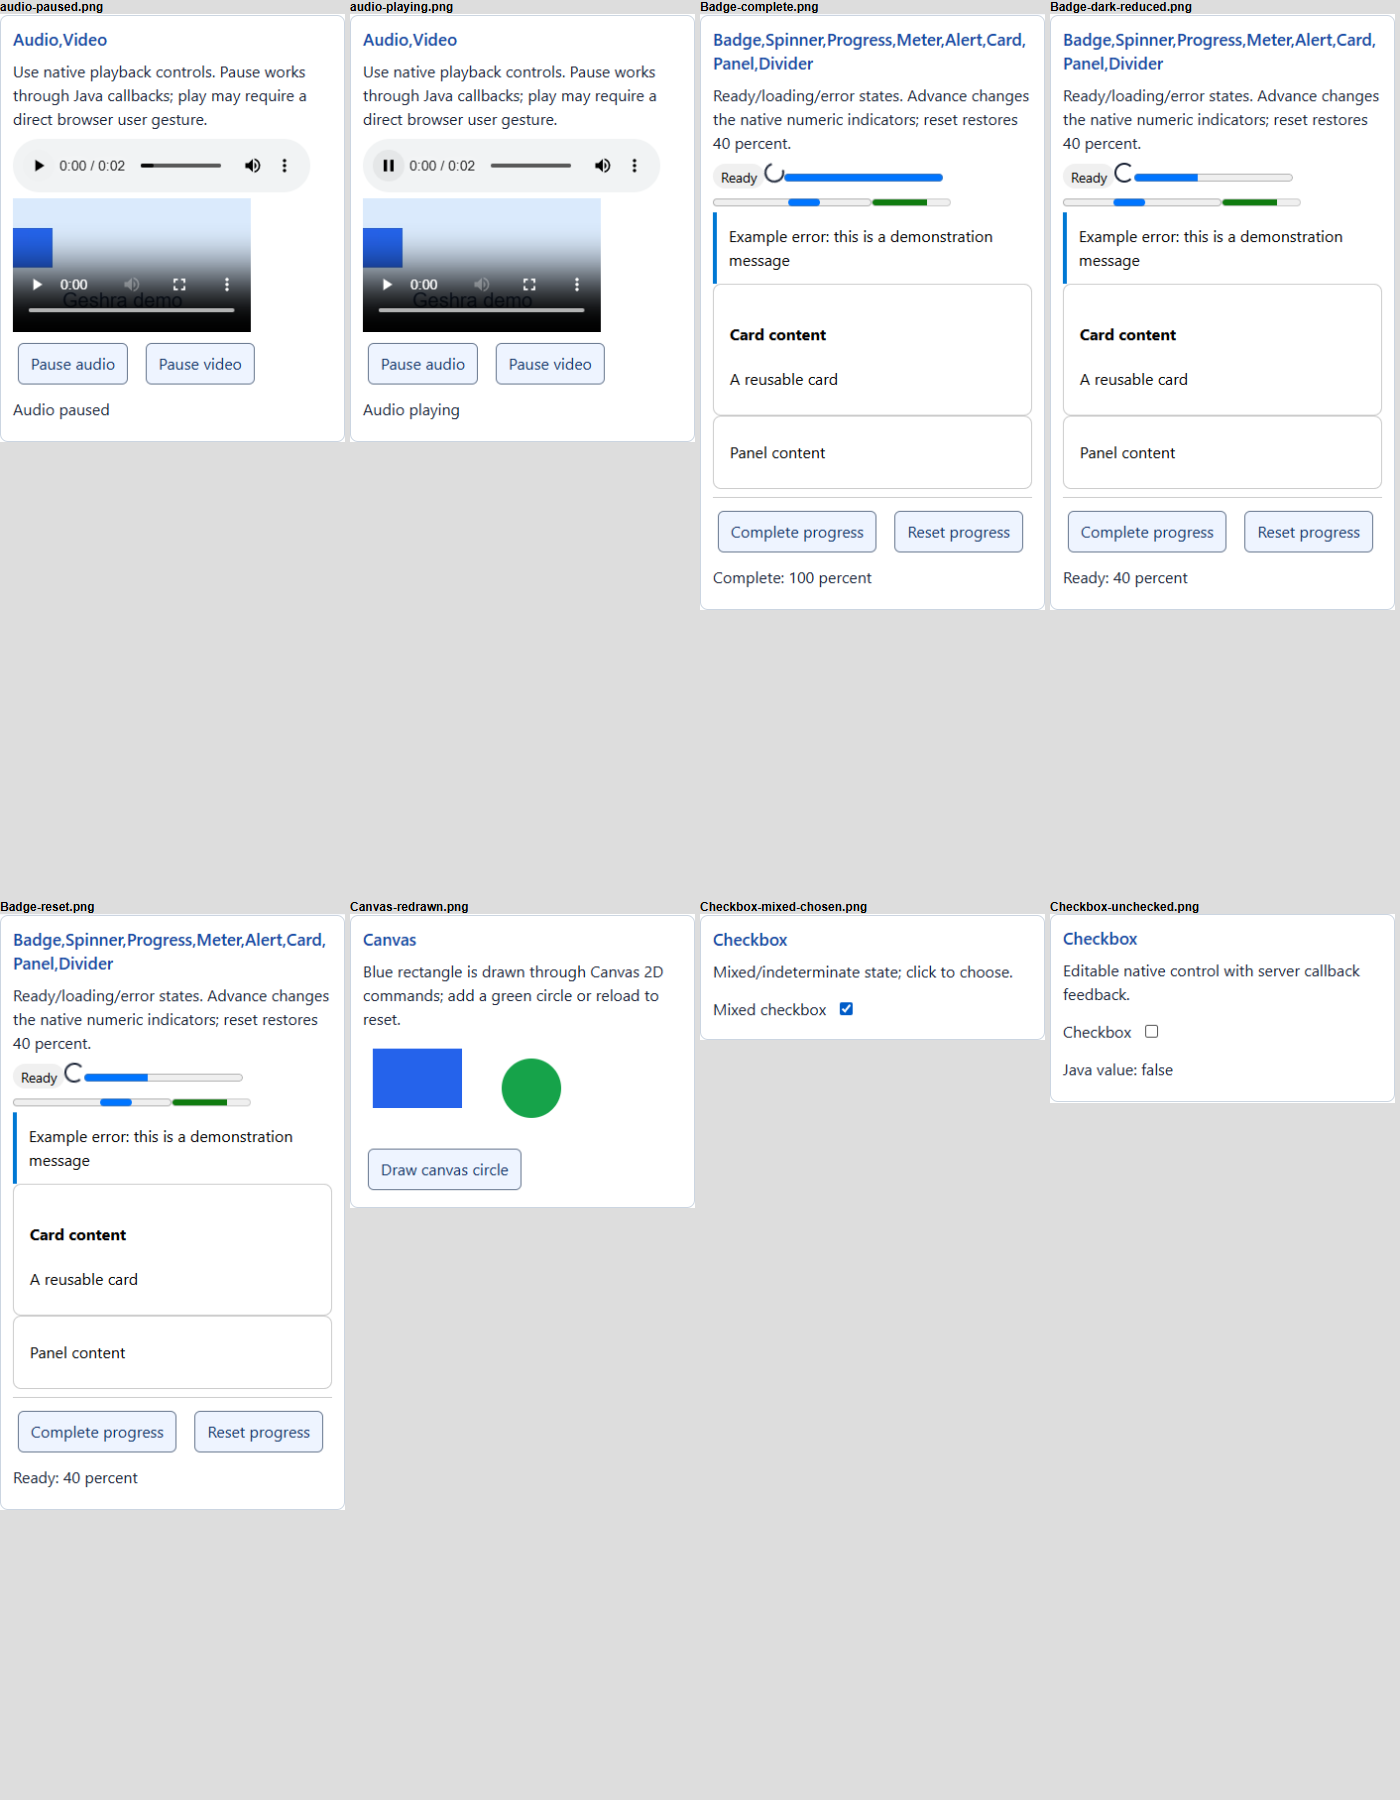 audio-paused.png
Audio,Video
Use native playback controls. Pause works
through Java callbacks; play may require a
direct browser user gesture.
0:00 / 0:02
0:00
Geshra demo
Pause audio
Pause video
Audio paused
audio-playing.png
Audio,Video
Use native playback controls. Pause works
through Java callbacks; play may require a
direct browser user gesture.
0:00 / 0:02
0:00
Geshra demo
Pause audio
Pause video
Audio playing
Badge-complete.png
Badge,Spinner,Progress,Meter,Alert,Card,
Panel,Divider
Ready/loading/error states. Advance changes
the native numeric indicators; reset restores
40 percent.
Ready
Example error: this is a demonstration
message
Card content
A reusable card
Panel content
Complete progress
Reset progress
Complete: 100 percent
Badge-dark-reduced.png
Badge,Spinner,Progress,Meter,Alert,Card,
Panel,Divider
Ready/loading/error states. Advance changes
the native numeric indicators; reset restores
40 percent.
Ready
Example error: this is a demonstration
message
Card content
A reusable card
Panel content
Complete progress
Reset progress
Ready: 40 percent
Badge-reset.png
Badge,Spinner,Progress,Meter,Alert,Card,
Panel,Divider
Ready/loading/error states. Advance changes
the native numeric indicators; reset restores
40 percent.
Ready
Example error: this is a demonstration
message
Card content
A reusable card
Panel content
Complete progress
Reset progress
Ready: 40 percent
Canvas-redrawn.png
Canvas
Blue rectangle is drawn through Canvas 2D
commands; add a green circle or reload to
reset.
Draw canvas circle
Checkbox-mixed-chosen.png
Checkbox
Mixed/indeterminate state; click to choose.
Mixed checkbox
Checkbox-unchecked.png
Checkbox
Editable native control with server callback
feedback.
Checkbox
Java value: false